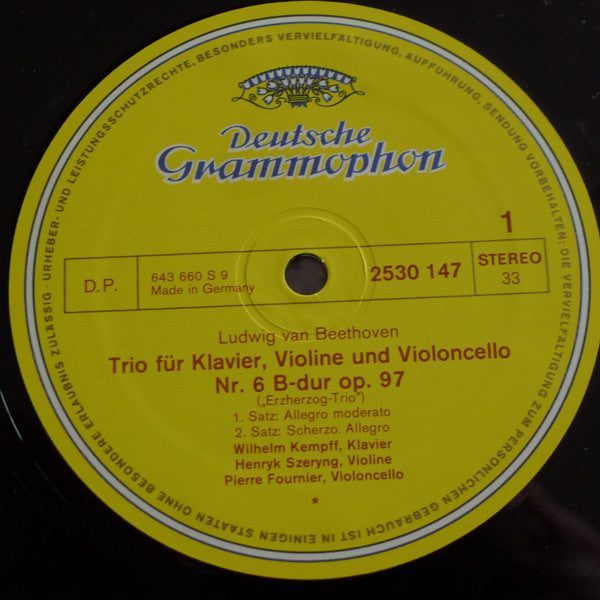 URHEBER- UND LEISTUNGSSCHUTZRECHTE, BESONDERS VERVIELFÄLTIGUNG, AUFFÜHRUNG, SENDUNG VORBEHALTEN; DIE VERVIELFÄLTIGUNG ZUM PERSÖNLICHEN GEBRAUCH IST IN EINIGEN STAATEN OHNE BESONDERE ERLAUBNIS ZULÄSSIG ·
Deutsche
Grammophon
1
D.P.
643 660 S 9
Made in Germany
2530 147
STEREO
33
Ludwig van Beethoven
Trio für Klavier, Violine und Violoncello
Nr. 6 B-dur op. 97
(„Erzherzog-Trio")
1. Satz: Allegro moderato
2. Satz: Scherzo. Allegro
Wilhelm Kempff, Klavier
Henryk Szeryng, Violine
Pierre Fournier, Violoncello
*